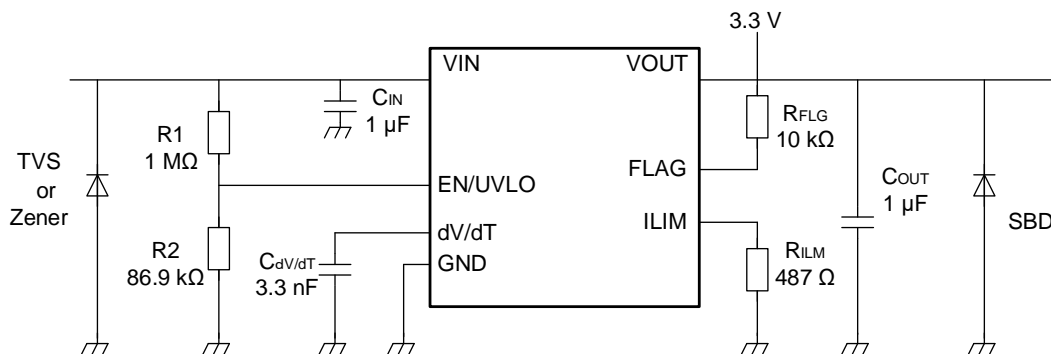 3.3 V
VIN
VOUT
CIN
1 µF
R1
1 MΩ
RFLG
10 kΩ
TVS
or
Zener
EN/UVLO
FLAG
COUT
1 µF
ILIM
SBD
R2
86.9 kΩ
dV/dT
GND
CdV/dT
3.3 nF
RILM
487 Ω